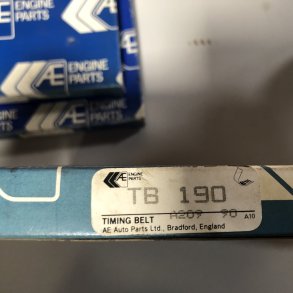 AE ENGINE
PARTS
AE ENGINE
PARTS
AE ENGINE
PARTS
TB 190
TIMING BELT A209 90 A10
AE Auto Parts Ltd., Bradford, England